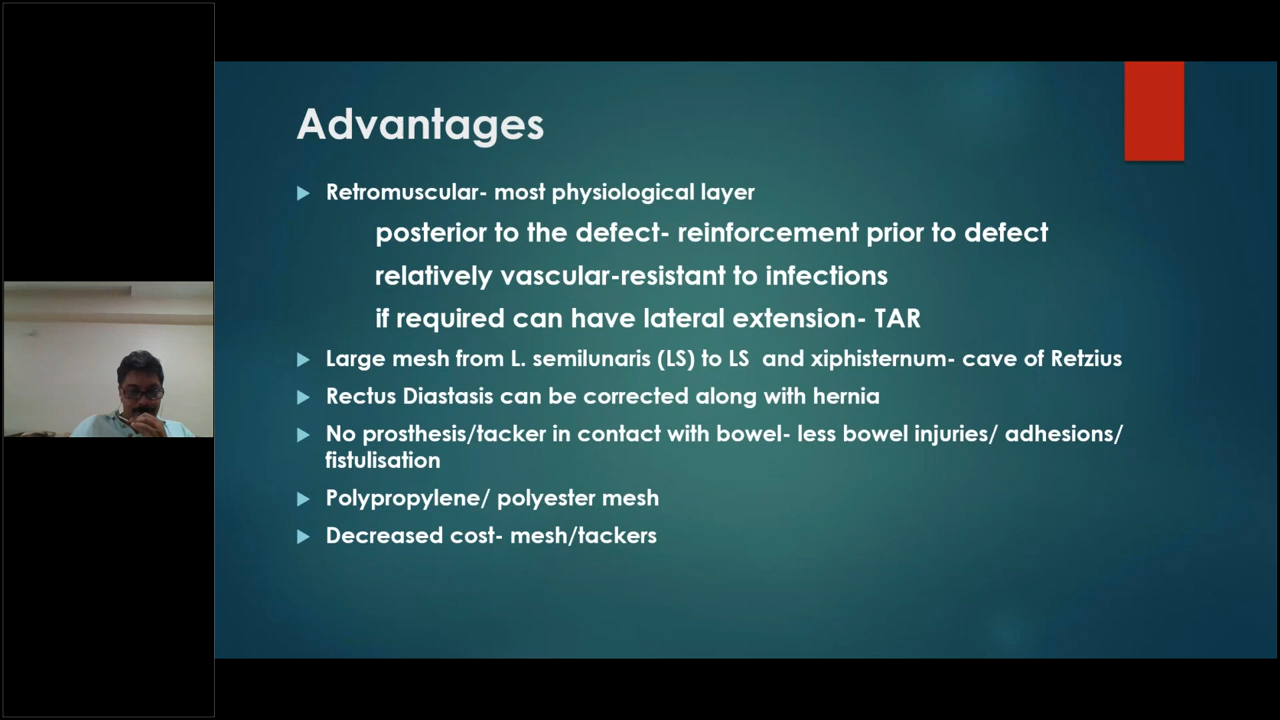 Advantages
Retromuscular- most physiological layer
posterior to the defect- reinforcement prior to defect
relatively vascular-resistant to infections
if required can have lateral extension- TAR
Large mesh from L. semilunaris (LS) to LS and xiphisternum- cave of Retzius
Rectus Diastasis can be corrected along with hernia
No prosthesis/tacker in contact with bowel- less bowel injuries/ adhesions/
fistulisation
Polypropylene/ polyester mesh
Decreased cost- mesh/tackers